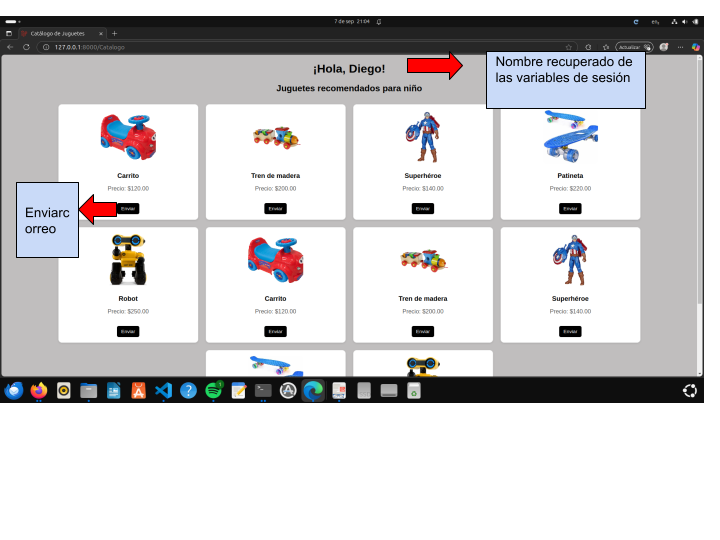 7 de sep 21:04
en
Catálogo de Juguetes
127.0.0.1:8000/Catalogo
Actualizar
¡Hola, Diego!
Nombre recuperado de
las variables de sesión
Juguetes recomendados para niño
Carrito
Tren de madera
Superhéroe
Patineta
Precio: $120.00
Precio: $200.00
Precio: $140.00
Precio: $220.00
Enviar
Enviar
Enviar
Enviar
Enviarc
orreo
Robot
Carrito
Tren de madera
Superhéroe
Precio: $250.00
Precio: $120.00
Precio: $200.00
Precio: $140.00
Enviar
Enviar
Enviar
Enviar